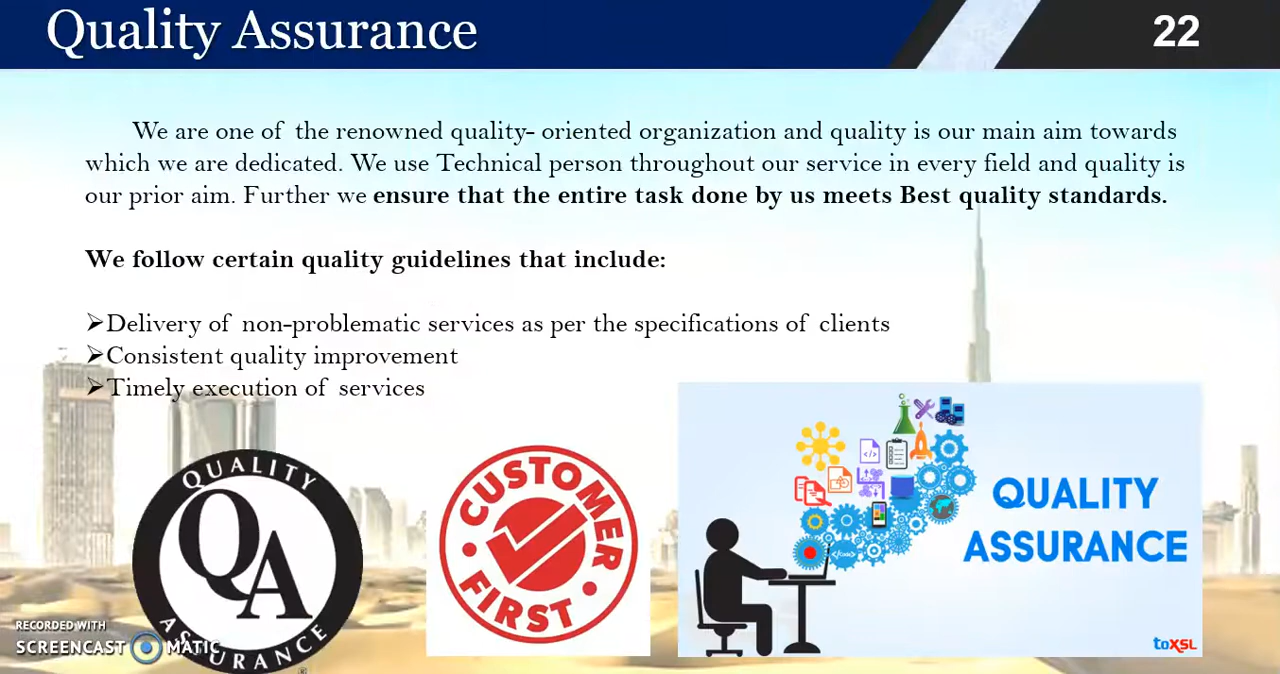 Quality Assurance
22
We are one of the renowned quality- oriented organization and quality is our main aim towards
which we are dedicated. We use Technical person throughout our service in every field and quality is
our prior aim. Further we ensure that the entire task done by us meets Best quality standards.
We follow certain quality guidelines that include:
➢Delivery of non-problematic services as per the specifications of clients
➢Consistent quality improvement
➢Timely execution of services
QUALITY
QA
ASSURANCE
CUSTOMER
FIRST
</>
</code>
QUALITY
ASSURANCE
toXSL
RECORDED WITH
SCREENCAST MATIC